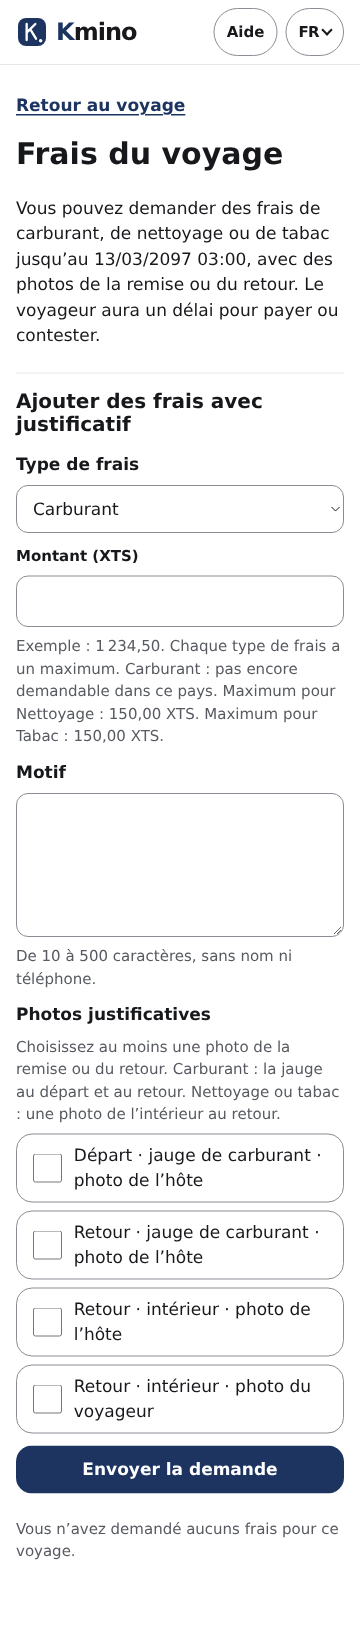 K. Kmino
Aide
FR
Retour au voyage
Frais du voyage
Vous pouvez demander des frais de
carburant, de nettoyage ou de tabac
jusqu’au 13/03/2097 03:00, avec des
photos de la remise ou du retour. Le
voyageur aura un délai pour payer ou
contester.
Ajouter des frais avec
justificatif
Type de frais
Carburant
Montant (XTS)
Exemple : 1 234,50. Chaque type de frais a
un maximum. Carburant : pas encore
demandable dans ce pays. Maximum pour
Nettoyage : 150,00 XTS. Maximum pour
Tabac : 150,00 XTS.
Motif
De 10 à 500 caractères, sans nom ni
téléphone.
Photos justificatives
Choisissez au moins une photo de la
remise ou du retour. Carburant : la jauge
au départ et au retour. Nettoyage ou tabac
: une photo de l’intérieur au retour.
Départ · jauge de carburant ·
photo de l’hôte
Retour · jauge de carburant ·
photo de l’hôte
Retour · intérieur · photo de
l’hôte
Retour · intérieur · photo du
voyageur
Envoyer la demande
Vous n’avez demandé aucuns frais pour ce
voyage.